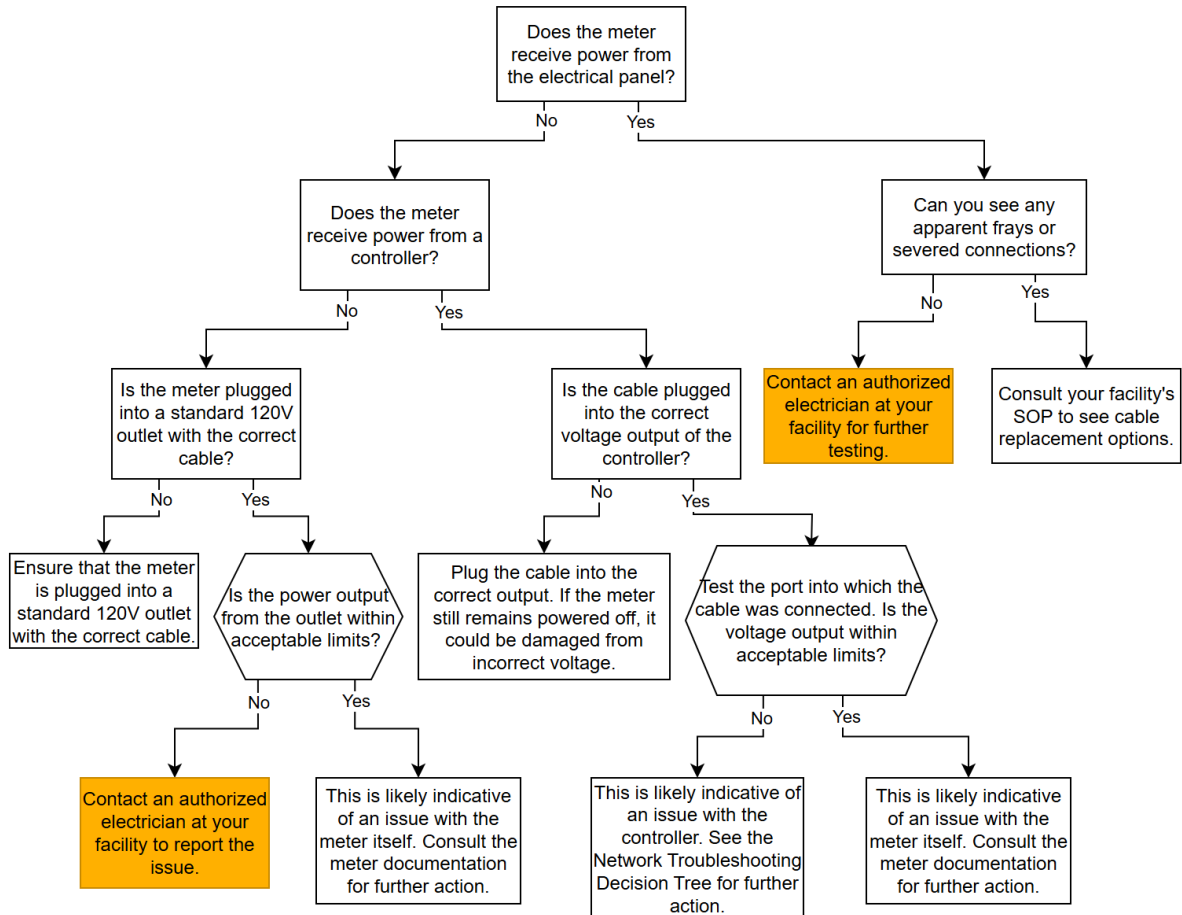 Does the meter
receive power from
the electrical panel?
No
Yes
Does the meter
receive power from a
controller?
Can you see any
apparent frays or
severed connections?
No
Yes
No
Yes
Is the meter plugged
into a standard 120V
outlet with the correct
cable?
Is the cable plugged
into the correct
voltage output of the
controller?
Contact an authorized
electrician at your
facility for further
testing.
Consult your facility's
SOP to see cable
replacement options.
No
Yes
No
Yes
Ensure that the meter
is plugged into a
standard 120V outlet
with the correct cable.
Is the power output
from the outlet within
acceptable limits?
Plug the cable into the
correct output. If the meter
still remains powered off, it
could be damaged from
incorrect voltage.
Test the port into which the
cable was connected. Is the
voltage output within
acceptable limits?
No
Yes
No
Yes
Contact an authorized
electrician at your
facility to report the
issue.
This is likely indicative
of an issue with the
meter itself. Consult the
meter documentation
for further action.
This is likely indicative of
an issue with the
controller. See the
Network Troubleshooting
Decision Tree for further
action.
This is likely indicative
of an issue with the
meter itself. Consult the
meter documentation
for further action.